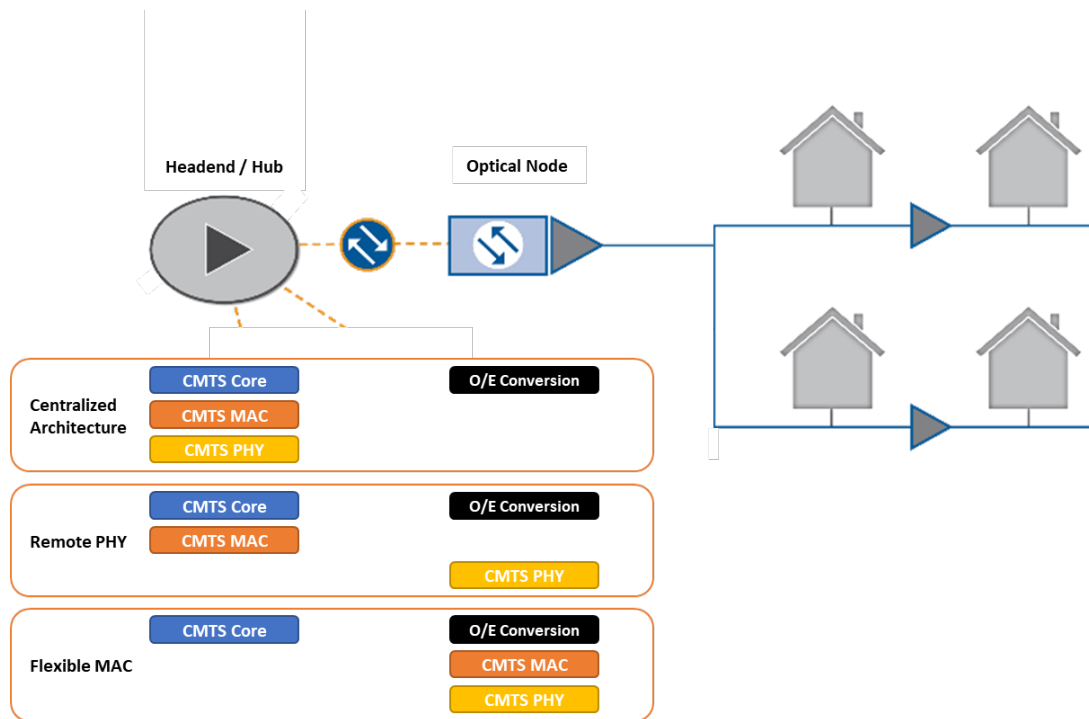 Headend / Hub
Optical Node
Centralized
Architecture
CMTS Core
CMTS MAC
CMTS PHY
O/E Conversion
Remote PHY
CMTS Core
CMTS MAC
O/E Conversion
CMTS PHY
Flexible MAC
CMTS Core
O/E Conversion
CMTS MAC
CMTS PHY